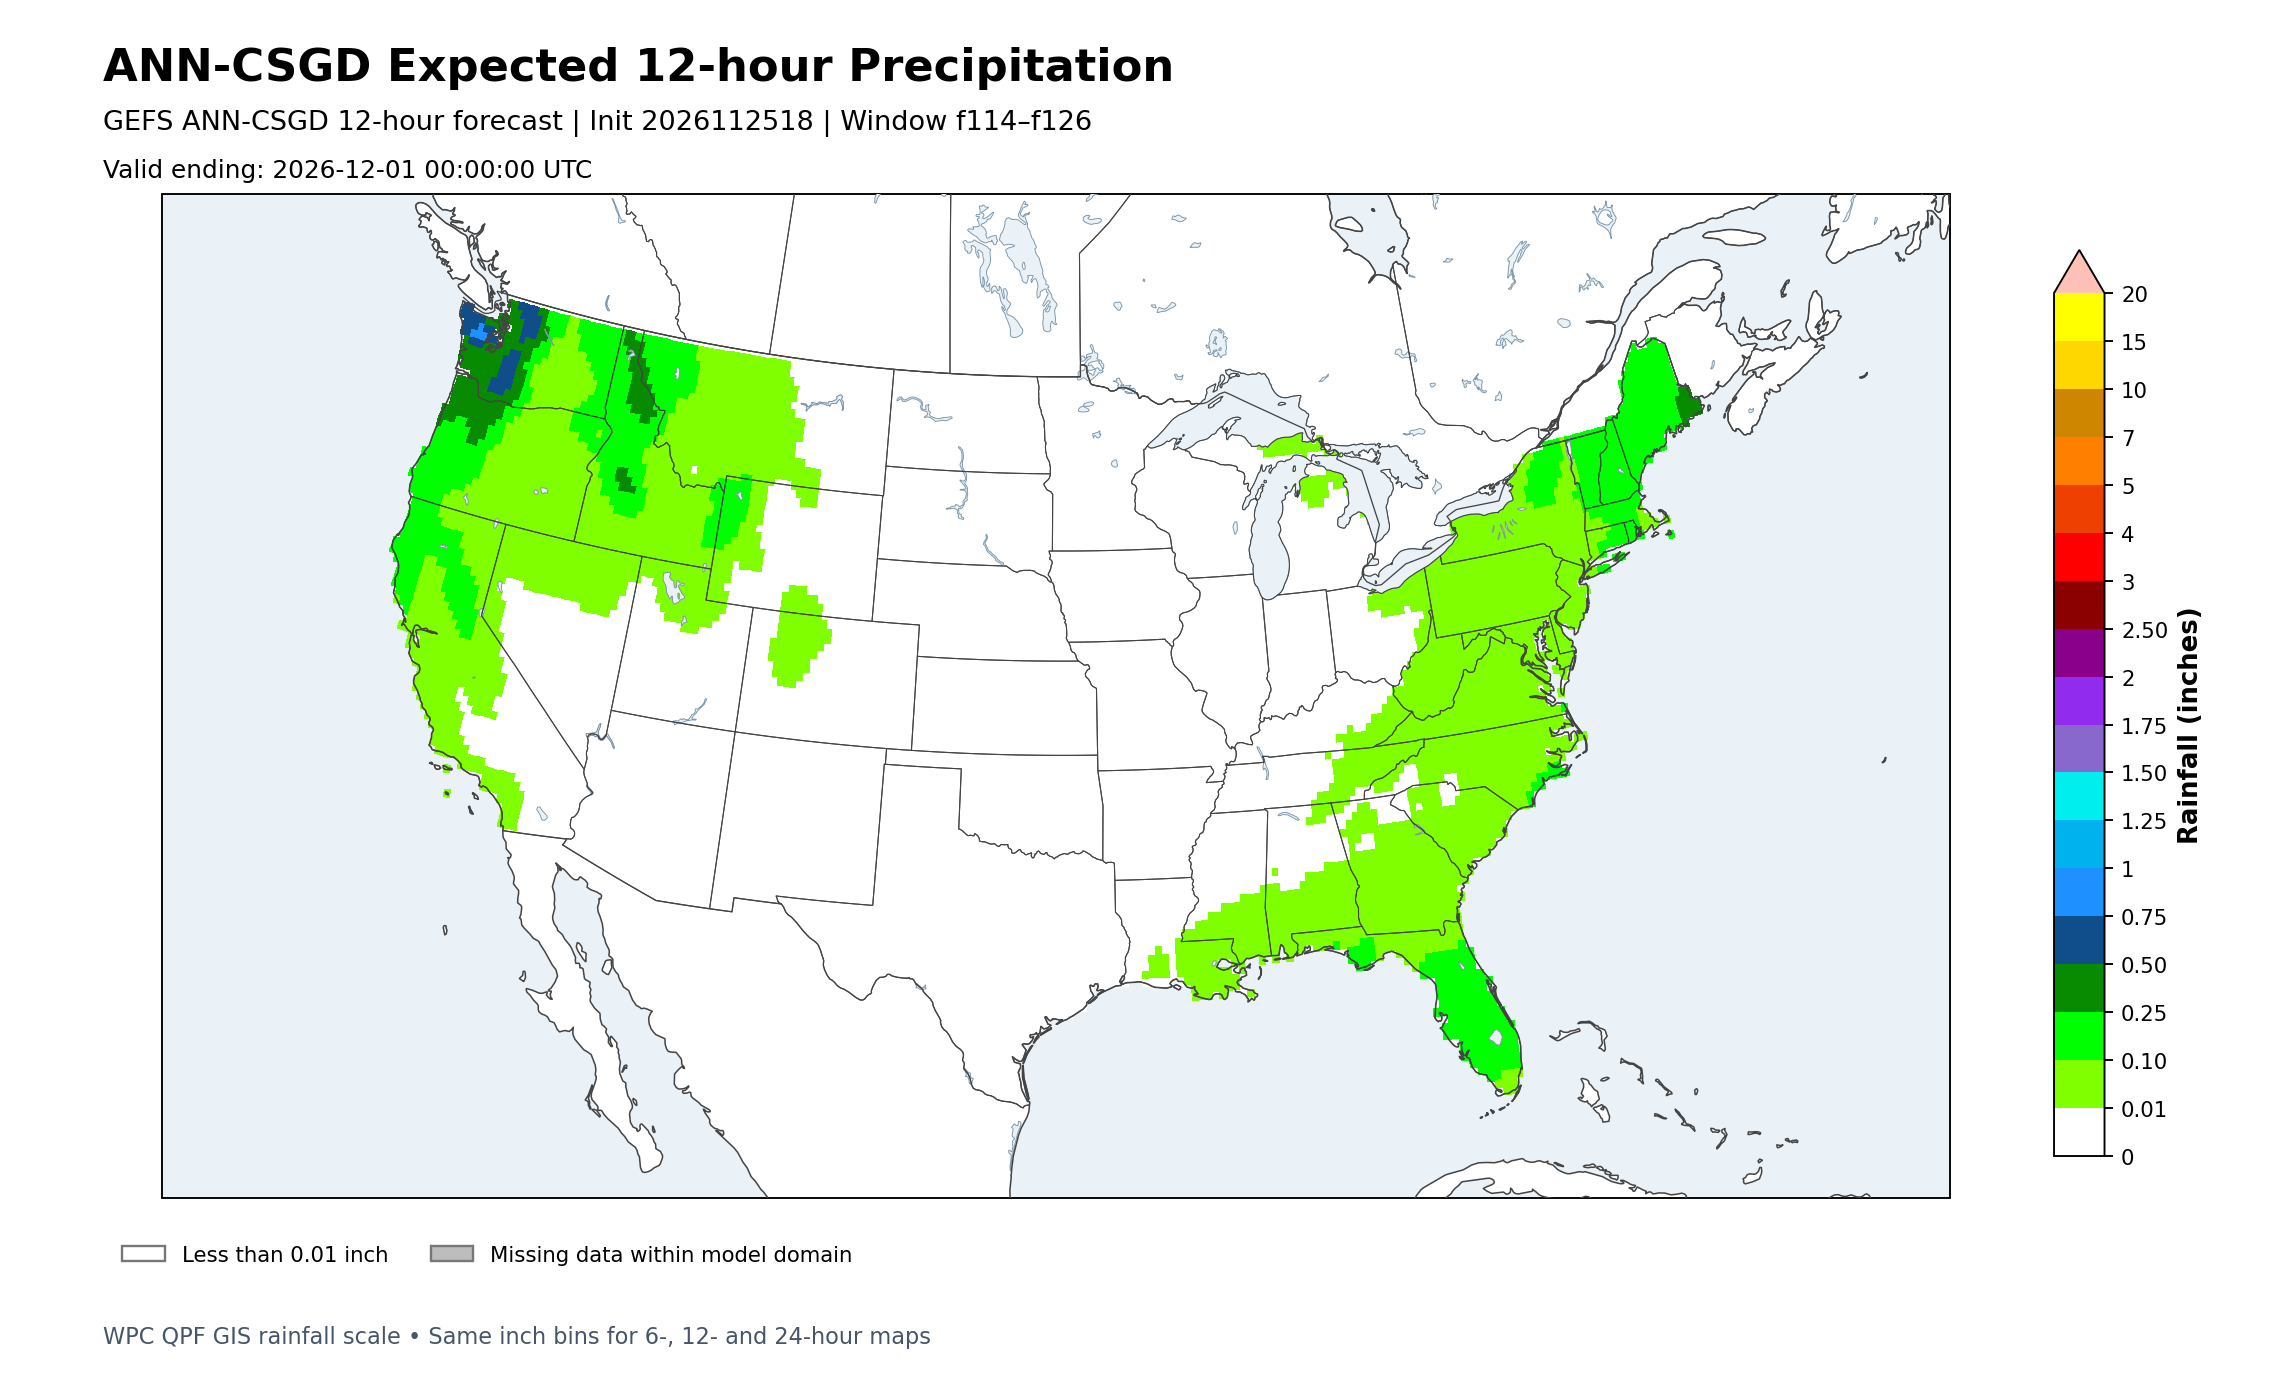 ANN-CSGD Expected 12-hour Precipitation
GEFS ANN-CSGD 12-hour forecast | Init 2026112518 | Window f114–f126
Valid ending: 2026-12-01 00:00:00 UTC
20
15
10
7
5
4
3
2.50
2
1.75
1.50
1.25
1
0.75
0.50
0.25
0.10
0.01
0
Rainfall (inches)
Less than 0.01 inch
Missing data within model domain
WPC QPF GIS rainfall scale • Same inch bins for 6-, 12- and 24-hour maps